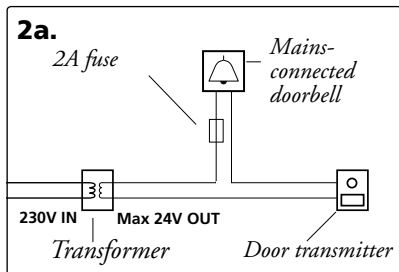 2a.
2A fuse
Mains-
connected
doorbell
230V IN
Max 24V OUT
Transformer
Door transmitter